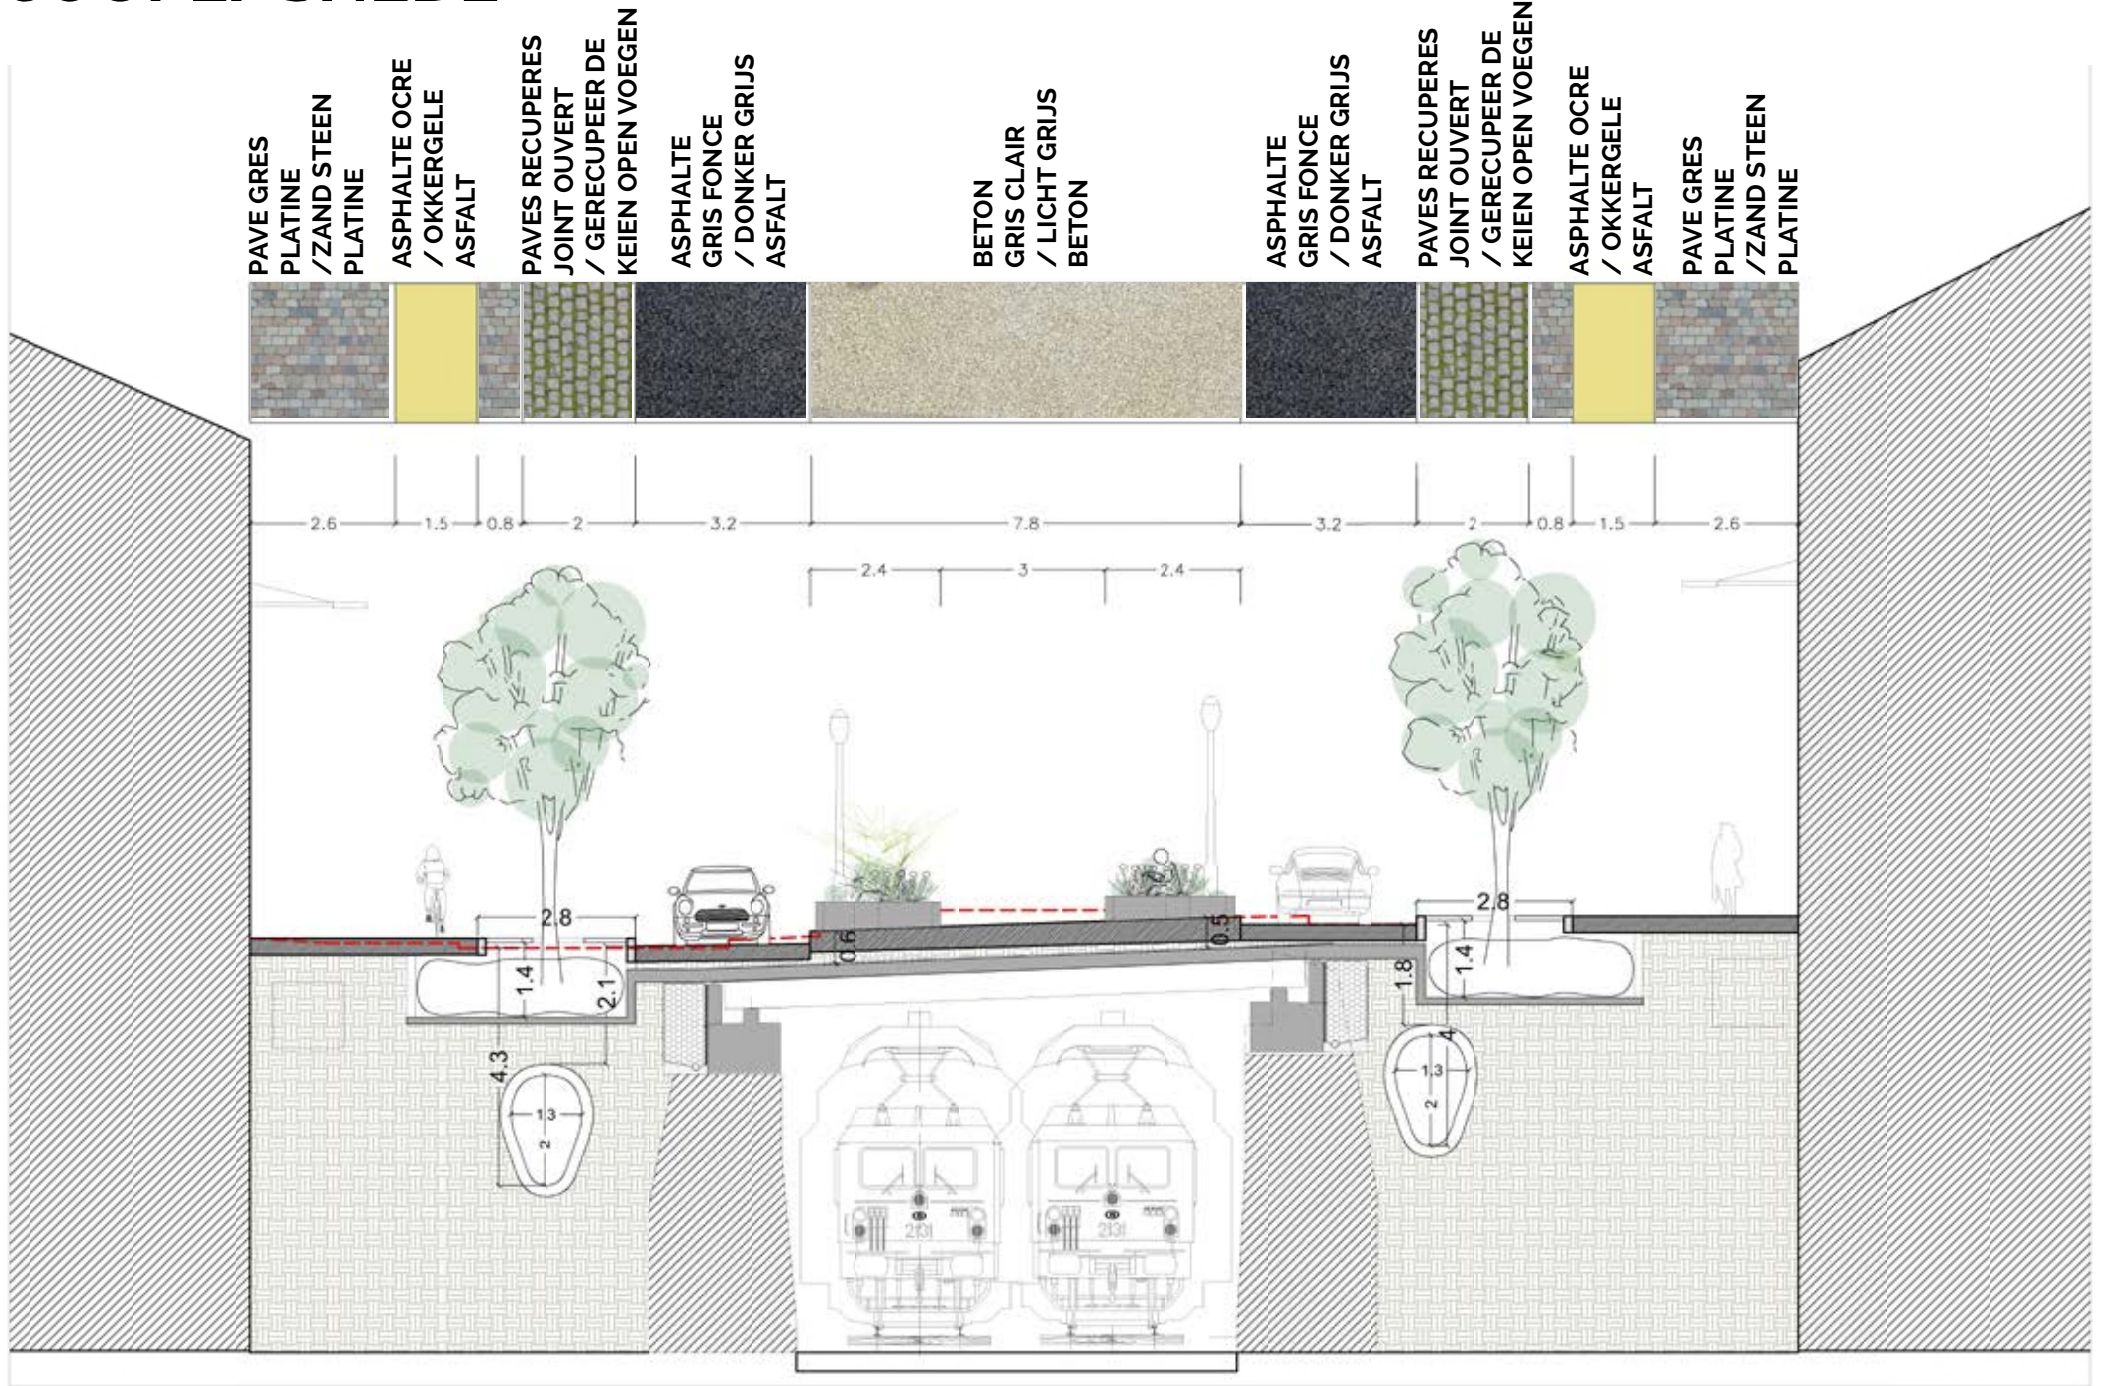 PAVE GRES
PLATINE
/ZAND STEEN
PLATINE
ASPHALTE OCRE
/ OKKERGELE
ASFALT
PAVES RECUPERES
JOINT OUVERT
/ GERECUPEER DE
KEIEN OPEN VOEGEN
ASPHALTE
GRIS FONCE
/ DONKER GRIJS
ASFALT
BETON
GRIS CLAIR
/ LICHT GRIJS
BETON
ASPHALTE
GRIS FONCE
/ DONKER GRIJS
ASFALT
PAVES RECUPERES
JOINT OUVERT
/ GERECUPEER DE
KEIEN OPEN VOEGEN
ASPHALTE OCRE
/ OKKERGELE
ASFALT
PAVE GRES
PLATINE
/ZAND STEEN
PLATINE
2.6 1.5 0.8 2 3.2 7.8 3.2 2 0.8 1.5 2.6
2.4 3 2.4
2.8
2.8
0.6
0.5
1.4
2.1
1.8
1.4
4.3
4
1.3
2
1.3
2
2131
2131